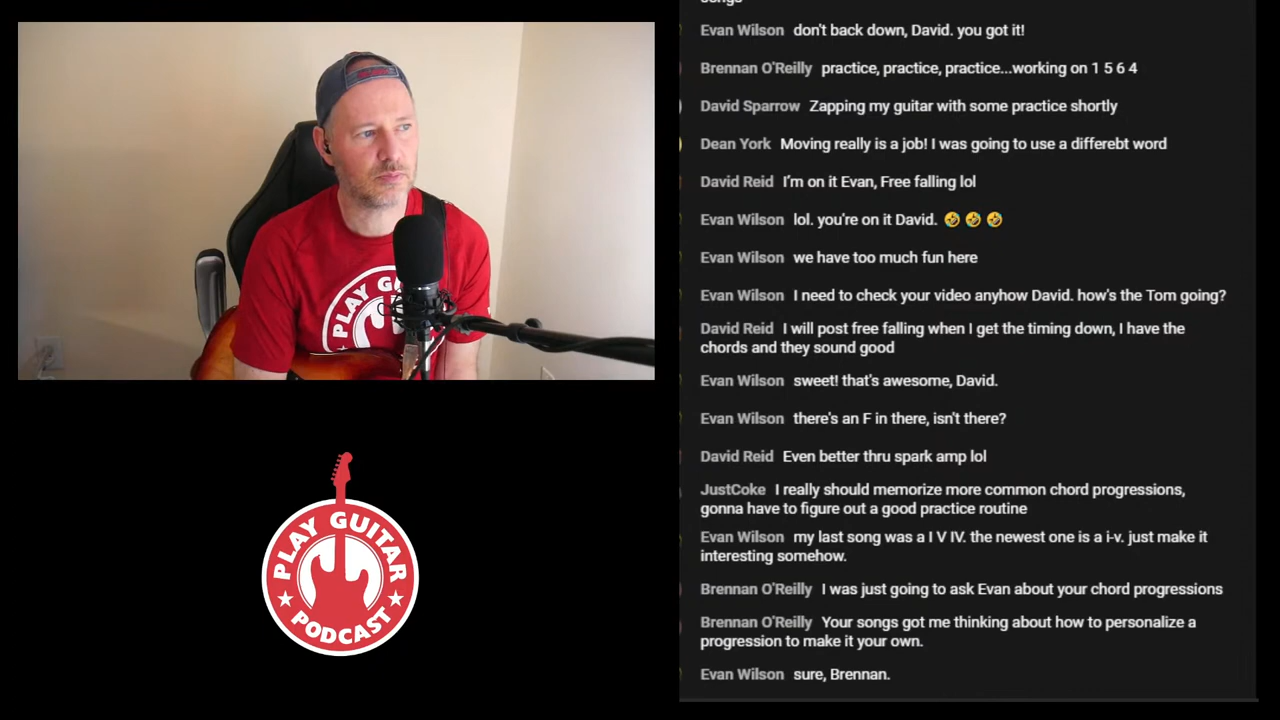 songs
Evan Wilson don't back down, David. you got it!
Brennan O'Reilly practice, practice, practice...working on 1 5 6 4
David Sparrow Zapping my guitar with some practice shortly
Dean York Moving really is a job! I was going to use a differebt word
David Reid I'm on it Evan, Free falling lol
Evan Wilson lol. you're on it David. 🤣 🤣 🤣
Evan Wilson we have too much fun here
Evan Wilson I need to check your video anyhow David. how's the Tom going?
David Reid I will post free falling when I get the timing down, I have the
chords and they sound good
Evan Wilson sweet! that's awesome, David.
Evan Wilson there's an F in there, isn't there?
David Reid Even better thru spark amp lol
JustCoke I really should memorize more common chord progressions,
gonna have to figure out a good practice routine
Evan Wilson my last song was a I V IV. the newest one is a i-v. just make it
interesting somehow.
Brennan O'Reilly I was just going to ask Evan about your chord progressions
Brennan O'Reilly Your songs got me thinking about how to personalize a
progression to make it your own.
Evan Wilson sure, Brennan.
PLAY GU
PLAY GUITAR
PODCAST